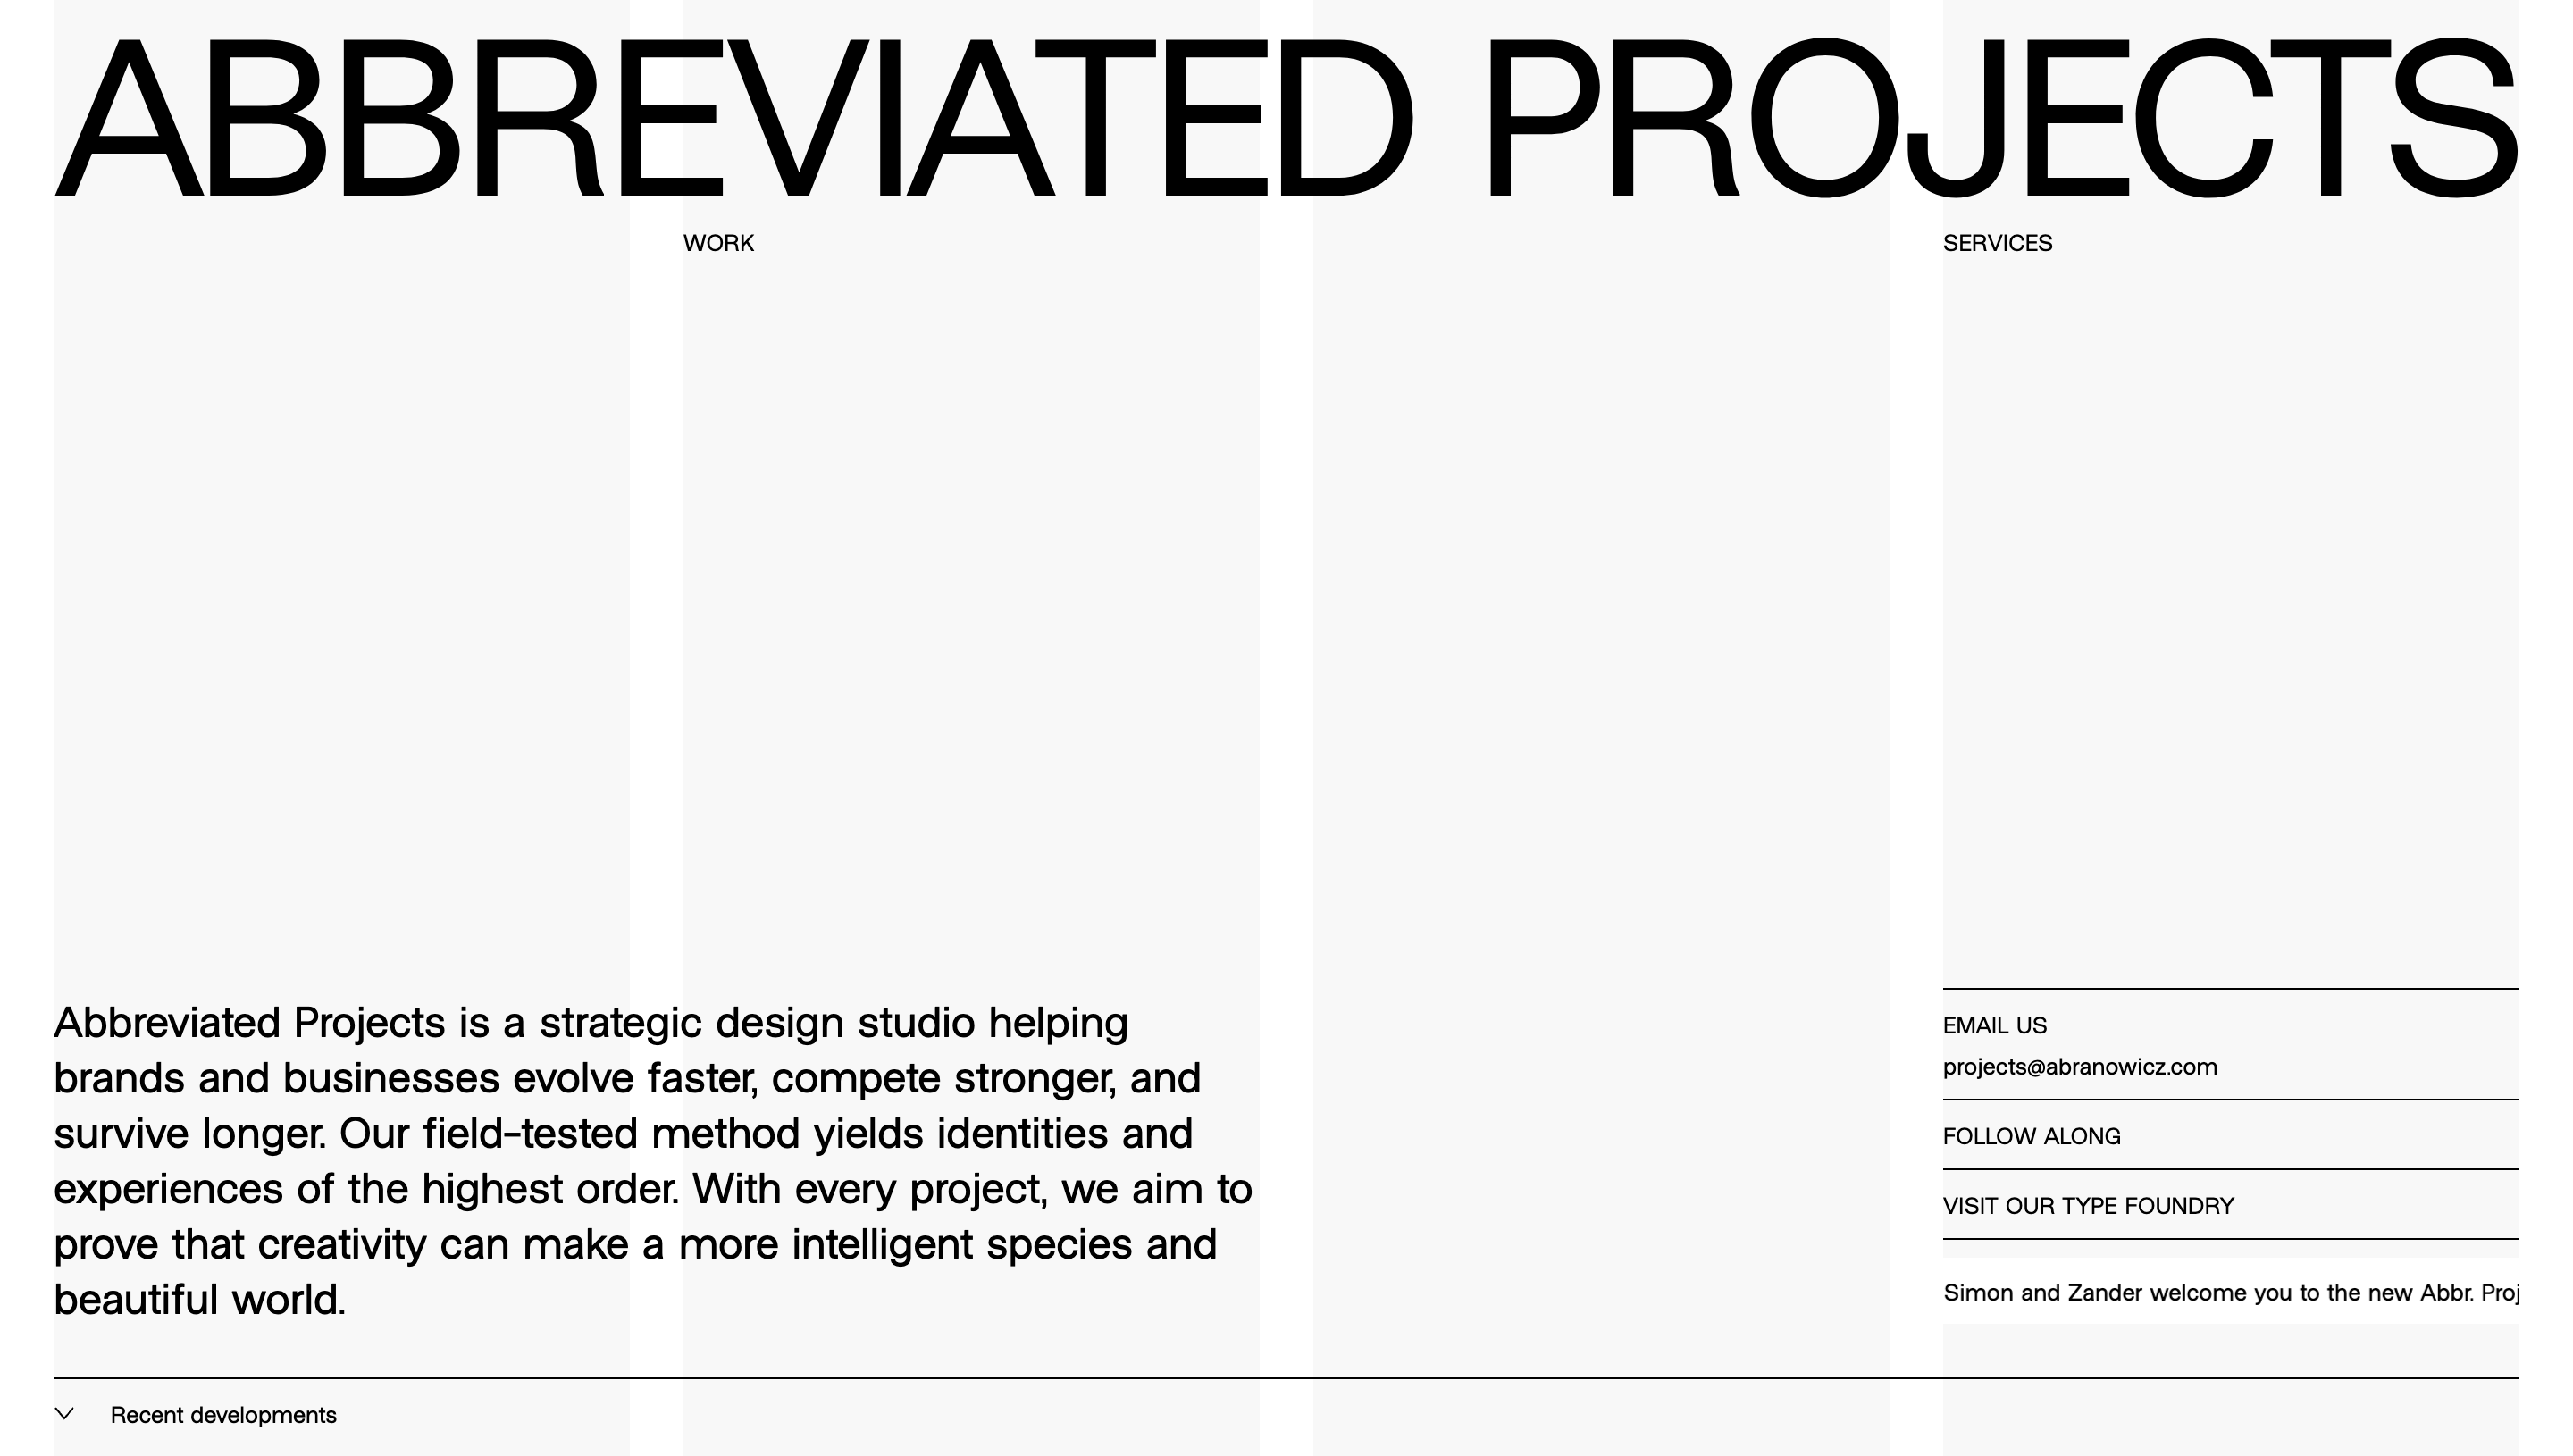 ABBREVIATED PROJECTS
WORK
SERVICES
Abbreviated Projects is a strategic design studio helping
brands and businesses evolve faster, compete stronger, and
survive longer. Our field-tested method yields identities and
experiences of the highest order. With every project, we aim to
prove that creativity can make a more intelligent species and
beautiful world.
EMAIL US
projects@abranowicz.com
FOLLOW ALONG
VISIT OUR TYPE FOUNDRY
Simon and Zander welcome you to the new Abbr. Proj
Recent developments